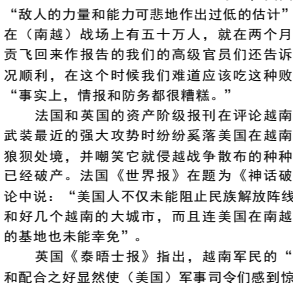 “敌人的力量和能力可悲地作出过低的估计”
在（南越）战场上有五十万人，就在两个月
贡飞回来作报告的我们的高级官员们还告诉
况顺利，在这个时候我们难道应该吃这种败
“事实上，情报和防务都很糟糕。”
法国和英国的资产阶级报刊在评论越南
武装最近的强大攻势时纷纷奚落美国在越南
狼狈处境，并嘲笑它就侵越战争散布的种种
已经破产。法国《世界报》在题为《神话破
论中说：“美国人不仅未能阻止民族解放阵线
和好几个越南的大城市，而且连美国在南越
的基地也未能幸免”。
英国《泰晤士报》指出，越南军民的“
和配合之好显然使（美国）军事司令们感到惊